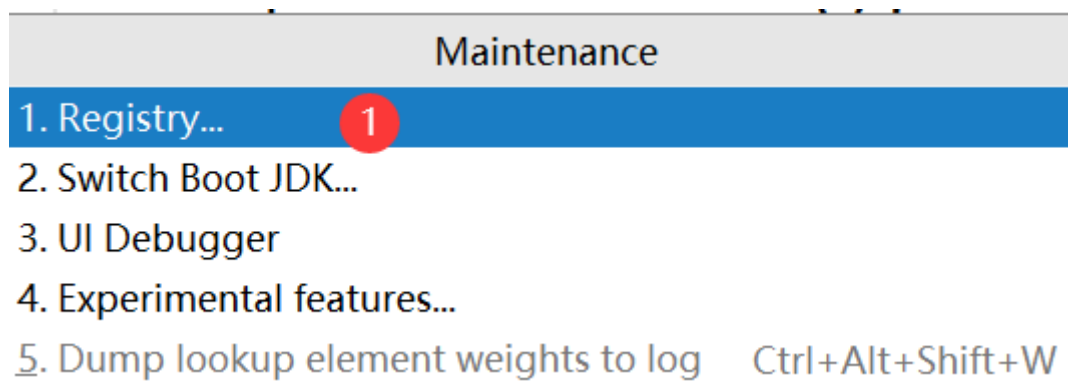 Maintenance
1. Registry... 1
2. Switch Boot JDK...
3. UI Debugger
4. Experimental features...
5. Dump lookup element weights to log Ctrl+Alt+Shift+W